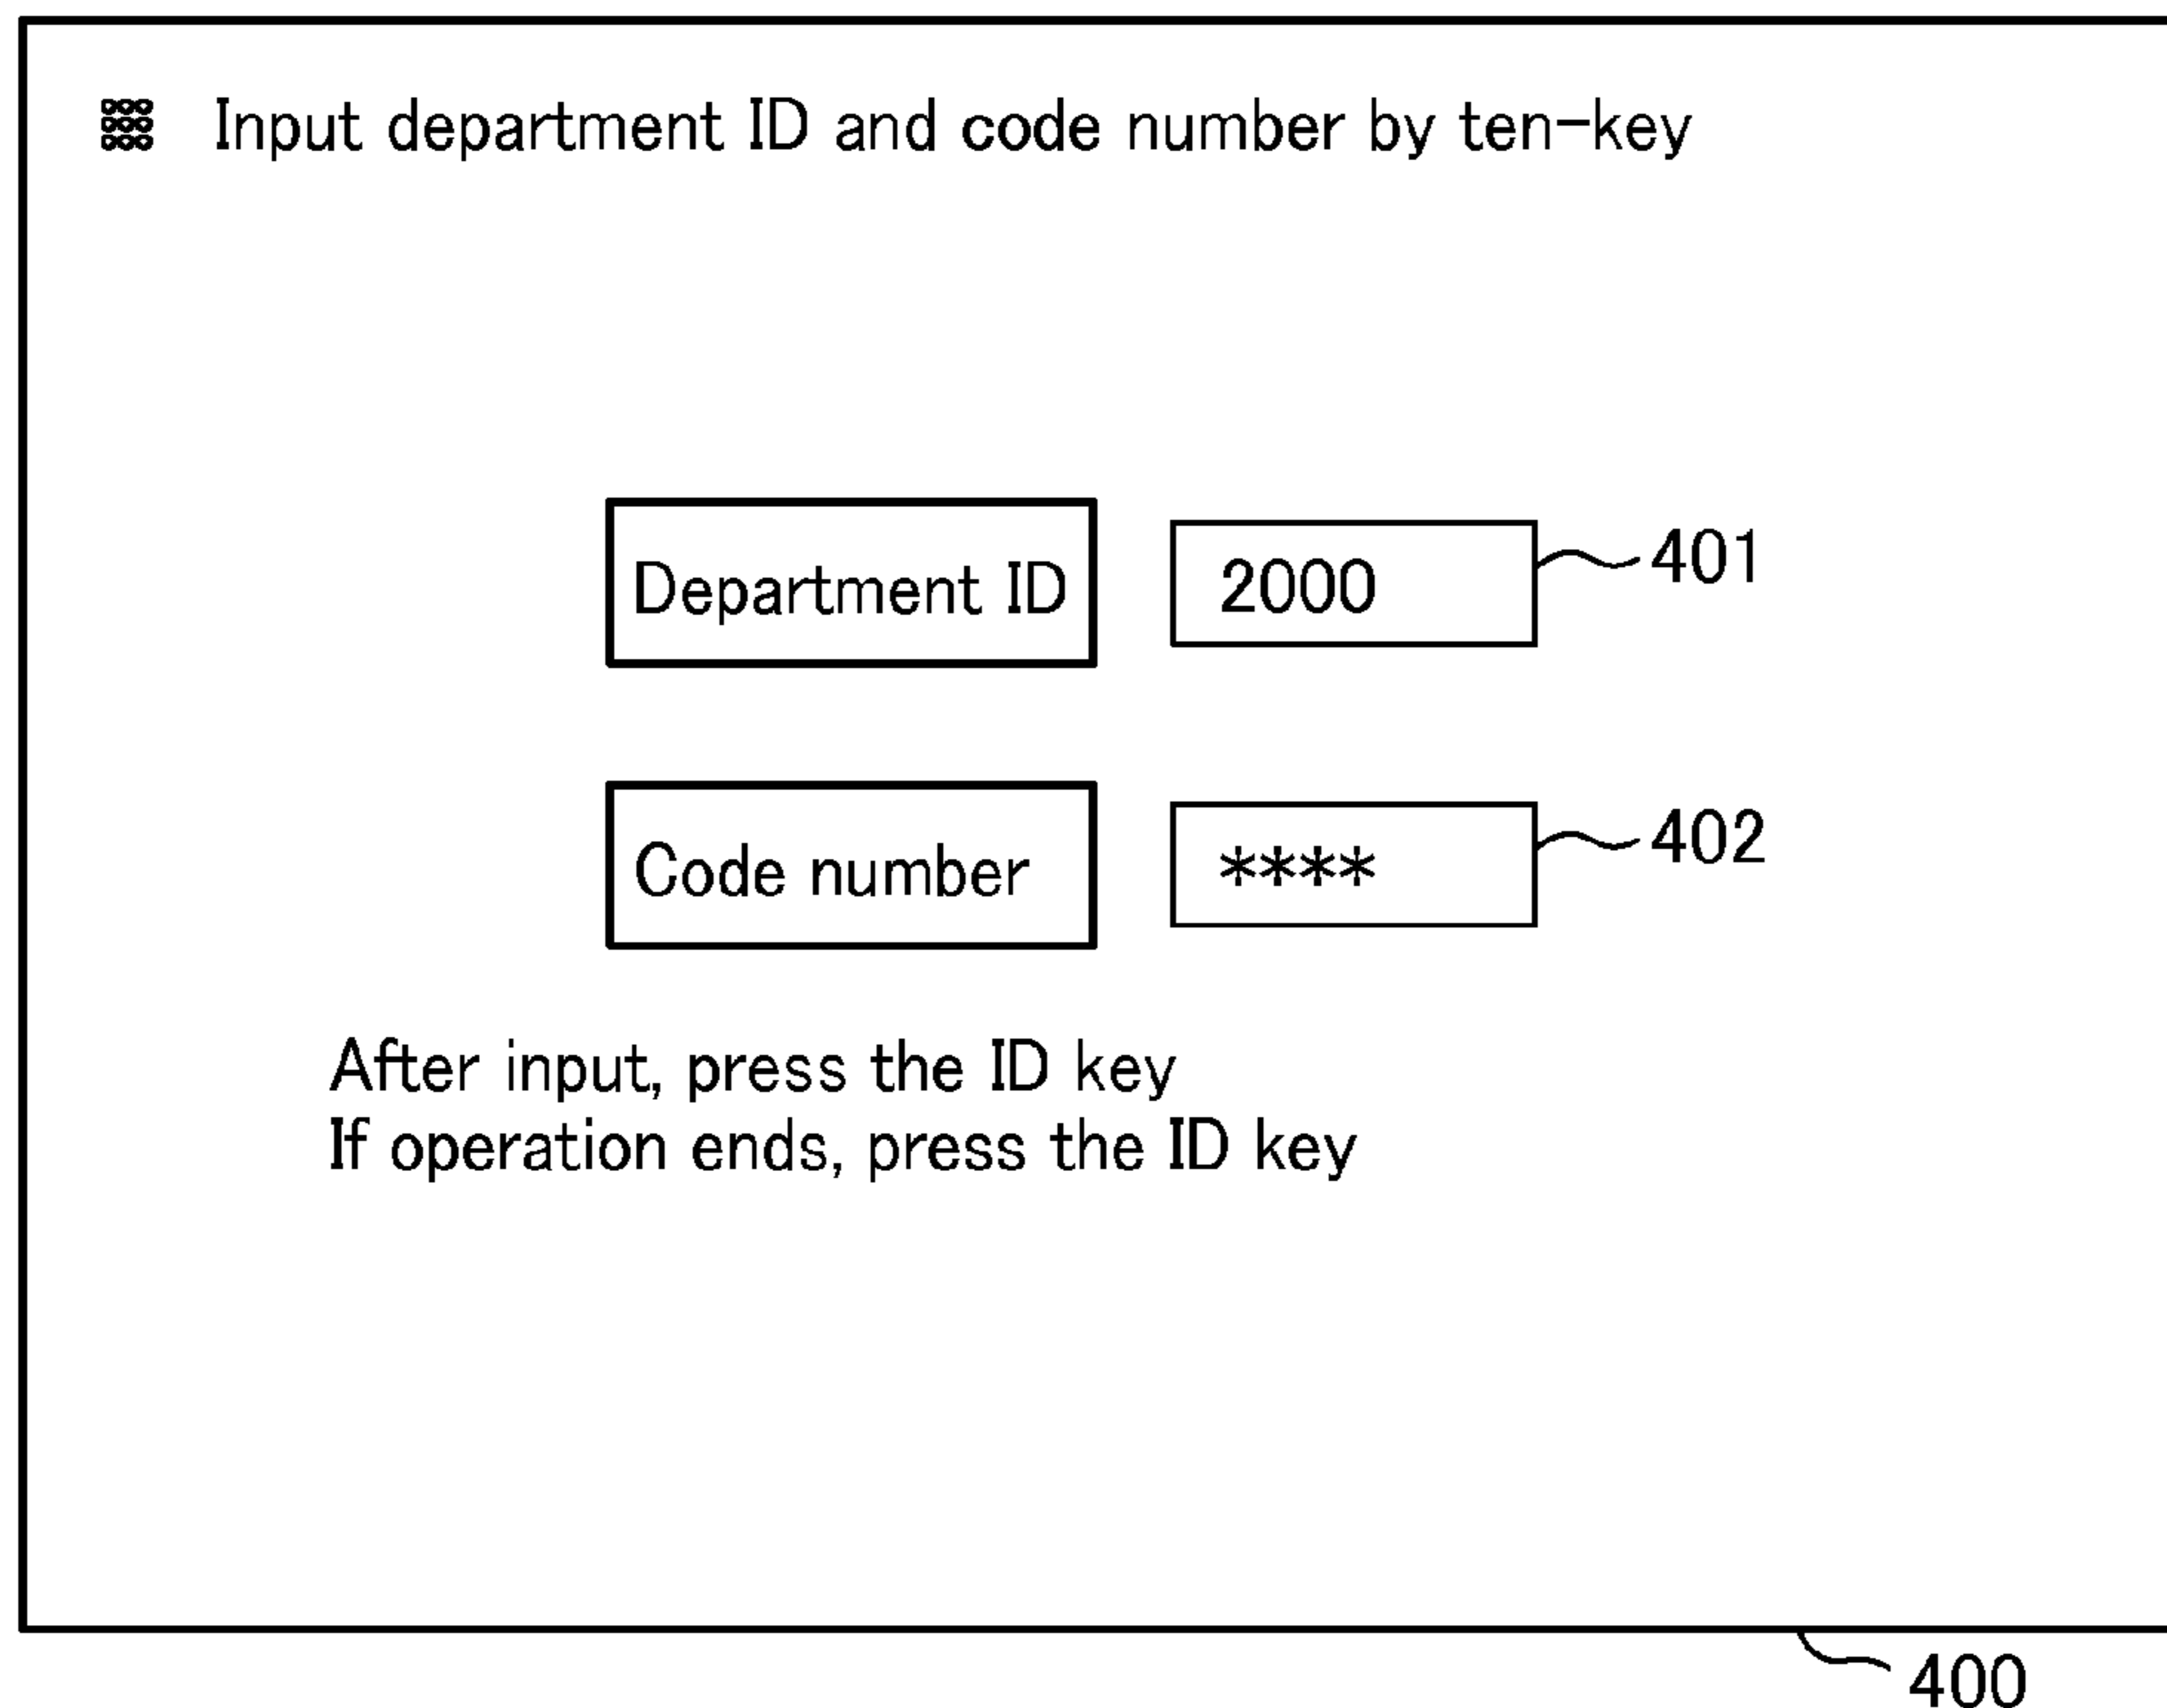 Input department ID and code number by ten-key
Department ID 2000 401
Code number **** 402
After input, press the ID key
If operation ends, press the ID key
400